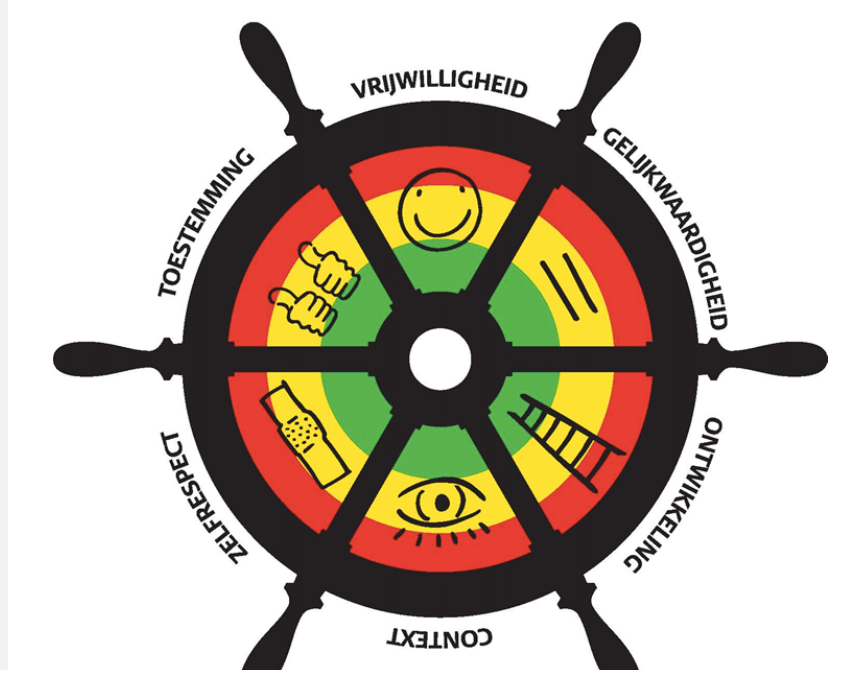 VRIJWILLIGHEID
GELIJKWAARDIGHEID
ONTWIKKELING
CONTEXT
ZELFRESPECT
TOESTEMMING